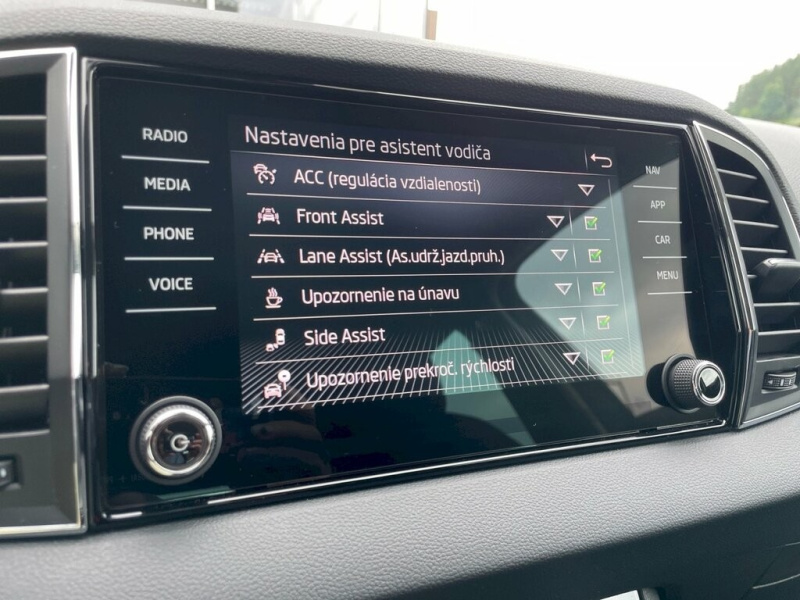 RADIO
MEDIA
PHONE
VOICE
Nastavenia pre asistent vodiča
ACC (regulácia vzdialenosti)
Front Assist
Lane Assist (As.udrž.jazd.pruh.)
Upozornenie na únavu
Side Assist
Upozornenie prekroč. rýchlosti
NAV
APP
CAR
MENU